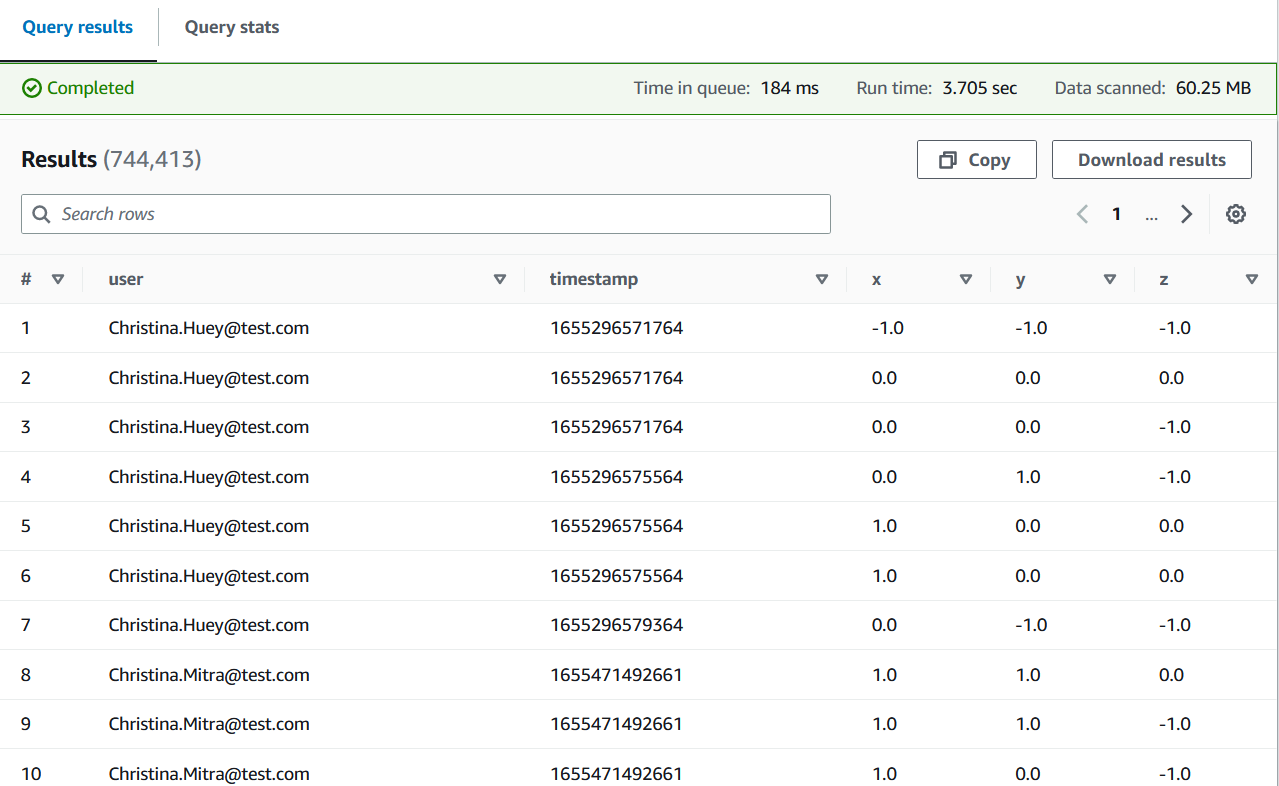 Query results Query stats
Completed Time in queue: 184 ms Run time: 3.705 sec Data scanned: 60.25 MB
Results (744,413) Copy Download results
Search rows 1 ...
# user timestamp x y z
1 Christina.Huey@test.com 1655296571764 -1.0 -1.0 -1.0
2 Christina.Huey@test.com 1655296571764 0.0 0.0 0.0
3 Christina.Huey@test.com 1655296571764 0.0 0.0 -1.0
4 Christina.Huey@test.com 1655296575564 0.0 1.0 -1.0
5 Christina.Huey@test.com 1655296575564 1.0 0.0 0.0
6 Christina.Huey@test.com 1655296575564 1.0 0.0 0.0
7 Christina.Huey@test.com 1655296579364 0.0 -1.0 -1.0
8 Christina.Mitra@test.com 1655471492661 1.0 1.0 0.0
9 Christina.Mitra@test.com 1655471492661 1.0 1.0 -1.0
10 Christina.Mitra@test.com 1655471492661 1.0 0.0 -1.0